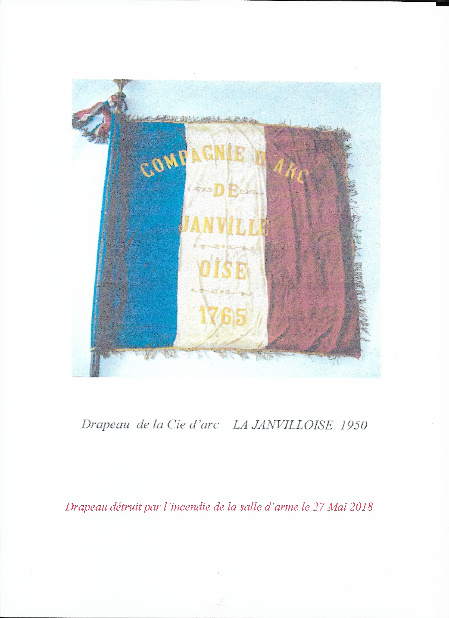 COMPAGNIE D'ARC
DE
JANVILLE
OISE
1765
Drapeau de la Cie d'arc LA JANVILLOISE 1950
Drapeau détruit par l'incendie de la salle d'arme le 27 Mai 2018